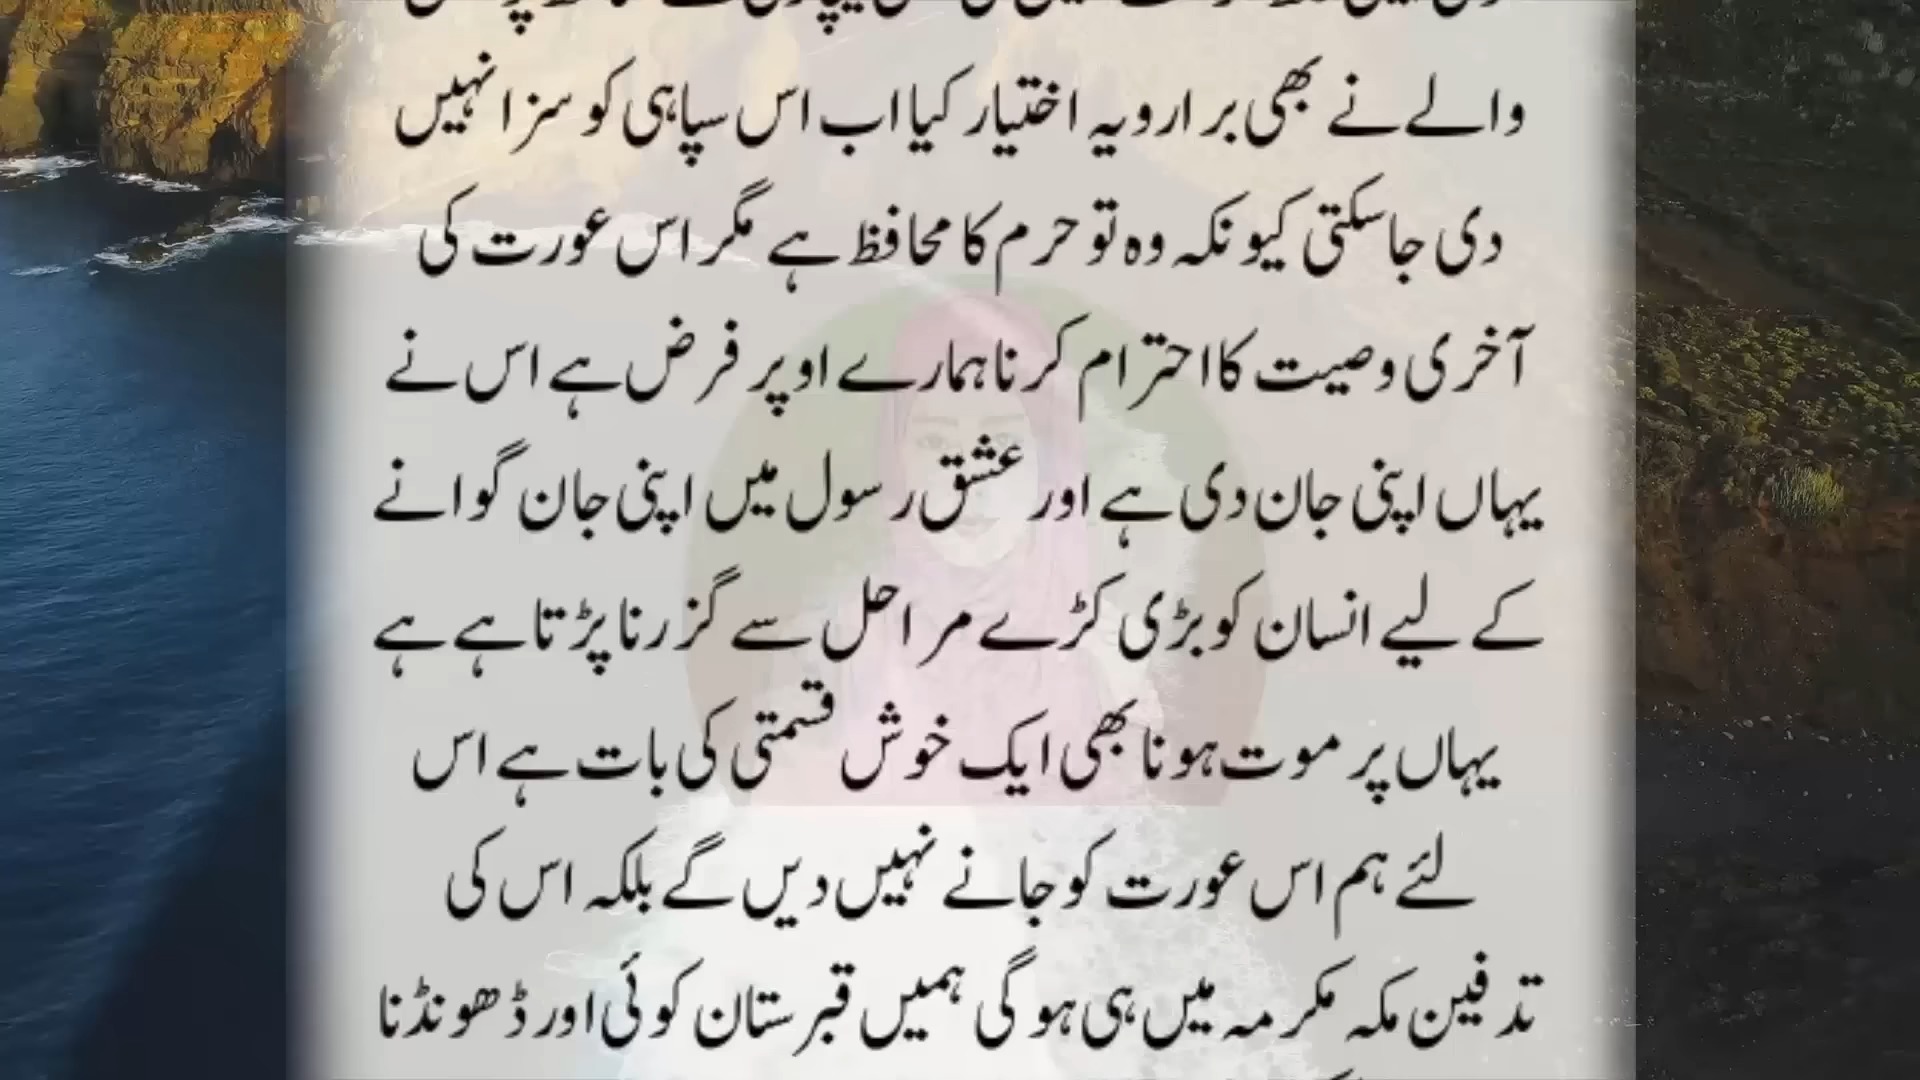 والے نے بھی برا رویہ اختیار کیا اب اس سپاہی کو سزا نہیں
دی جاسکتی کیونکہ وہ تو حرم کا محافظ ہے مگر اس عورت کی
آخری وصیت کا احترام کرنا ہمارے اوپر فرض ہے اس نے
یہاں اپنی جان دی ہے اور عشق رسول میں اپنی جان گوانے
کے لیے انسان کو بڑی کڑے مراحل سے گزرنا پڑتا ہے ہے
یہاں پر موت ہونا بھی ایک خوش قسمتی کی بات ہے اس
لئے ہم اس عورت کو جانے نہیں دیں گے بلکہ اس کی
تدفین مکہ مکرمہ میں ہی ہو گی ہمیں قبرستان کوئی اور ڈھونڈنا